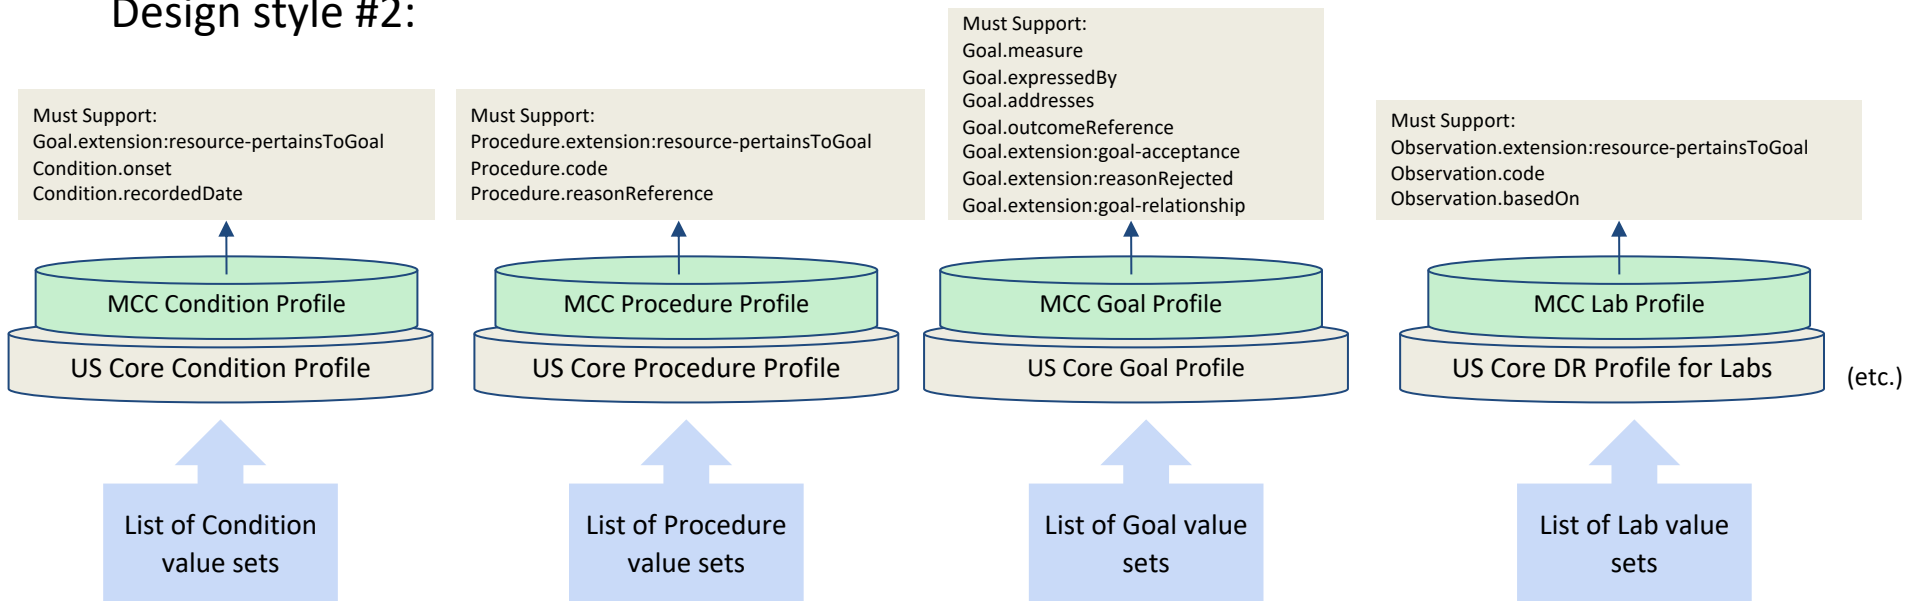 Design style #2:
Must Support:
Goal.extension:resource-pertainsToGoal
Condition.onset
Condition.recordedDate
MCC Condition Profile
US Core Condition Profile
List of Condition
value sets
Must Support:
Procedure.extension:resource-pertainsToGoal
Procedure.code
Procedure.reasonReference
MCC Procedure Profile
US Core Procedure Profile
List of Procedure
value sets
Must Support:
Goal.measure
Goal.expressedBy
Goal.addresses
Goal.outcomeReference
Goal.extension:goal-acceptance
Goal.extension:reasonRejected
Goal.extension:goal-relationship
MCC Goal Profile
US Core Goal Profile
List of Goal value
sets
Must Support:
Observation.extension:resource-pertainsToGoal
Observation.code
Observation.basedOn
MCC Lab Profile
US Core DR Profile for Labs
List of Lab value
sets
(etc.)